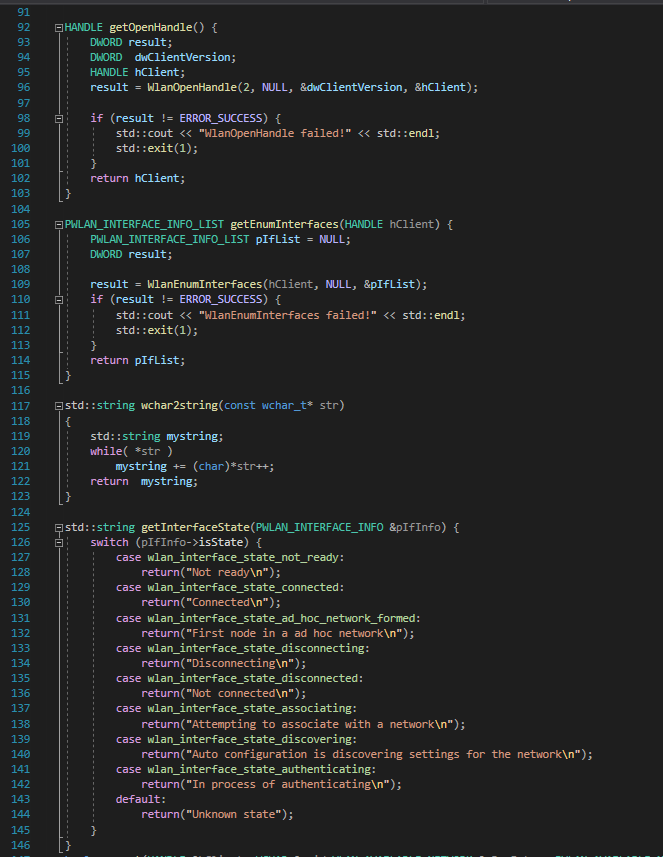 91
92 HANDLE getOpenHandle() {
93 DWORD result;
94 DWORD  dwClientVersion;
95 HANDLE hClient;
96 result = WlanOpenHandle(2, NULL, &dwClientVersion, &hClient);
97
98 if (result != ERROR_SUCCESS) {
99 std::cout << "WlanOpenHandle failed!" << std::endl;
100 std::exit(1);
101 }
102 return hClient;
103 }
104
105 PWLAN_INTERFACE_INFO_LIST getEnumInterfaces(HANDLE hClient) {
106 PWLAN_INTERFACE_INFO_LIST pIfList = NULL;
107 DWORD result;
108
109 result = WlanEnumInterfaces(hClient, NULL, &pIfList);
110 if (result != ERROR_SUCCESS) {
111 std::cout << "WlanEnumInterfaces failed!" << std::endl;
112 std::exit(1);
113 }
114 return pIfList;
115 }
116
117 std::string wchar2string(const wchar_t* str)
118 {
119 std::string mystring;
120 while( *str )
121 mystring += (char)*str++;
122 return  mystring;
123 }
124
125 std::string getInterfaceState(PWLAN_INTERFACE_INFO &pIfInfo) {
126 switch (pIfInfo->isState) {
127 case wlan_interface_state_not_ready:
128 return("Not ready\n");
129 case wlan_interface_state_connected:
130 return("Connected\n");
131 case wlan_interface_state_ad_hoc_network_formed:
132 return("First node in a ad hoc network\n");
133 case wlan_interface_state_disconnecting:
134 return("Disconnecting\n");
135 case wlan_interface_state_disconnected:
136 return("Not connected\n");
137 case wlan_interface_state_associating:
138 return("Attempting to associate with a network\n");
139 case wlan_interface_state_discovering:
140 return("Auto configuration is discovering settings for the network\n");
141 case wlan_interface_state_authenticating:
142 return("In process of authenticating\n");
143 default:
144 return("Unknown state");
145 }
146 }